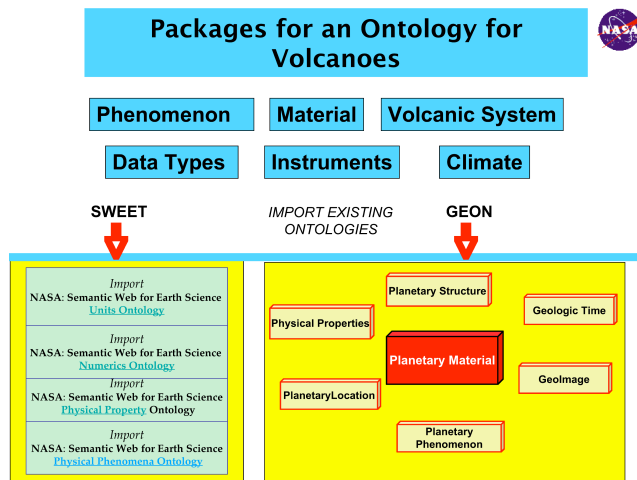 Packages for an Ontology for
Volcanoes
NASA
Phenomenon
Material
Volcanic System
Data Types
Instruments
Climate
SWEET
IMPORT EXISTING
ONTOLOGIES
GEON
Import
NASA: Semantic Web for Earth Science
Units Ontology
Import
NASA: Semantic Web for Earth Science
Numerics Ontology
Import
NASA: Semantic Web for Earth Science
Physical Property Ontology
Import
NASA: Semantic Web for Earth Science
Physical Phenomena Ontology
Planetary Structure
Geologic Time
Physical Properties
Planetary Material
GeoImage
PlanetaryLocation
Planetary
Phenomenon